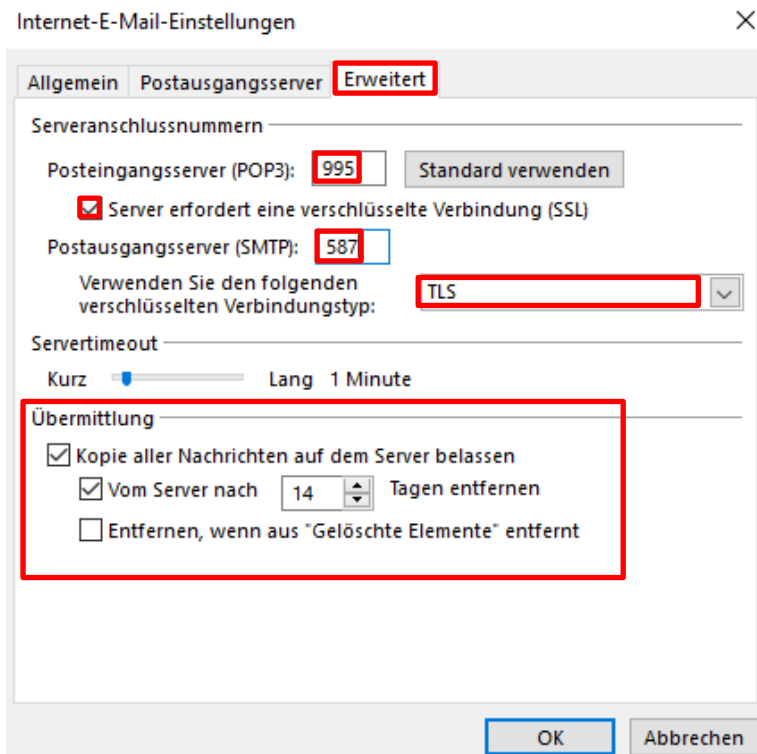 Internet-E-Mail-Einstellungen
Allgemein Postausgangsserver Erweitert
Serveranschlussnummern
Posteingangsserver (POP3): 995 Standard verwenden
Server erfordert eine verschlüsselte Verbindung (SSL)
Postausgangsserver (SMTP): 587
Verwenden Sie den folgenden
verschlüsselten Verbindungstyp: TLS
Servertimeout
Kurz Lang 1 Minute
Übermittlung
Kopie aller Nachrichten auf dem Server belassen
Vom Server nach 14 Tagen entfernen
Entfernen, wenn aus "Gelöschte Elemente" entfernt
OK Abbrechen